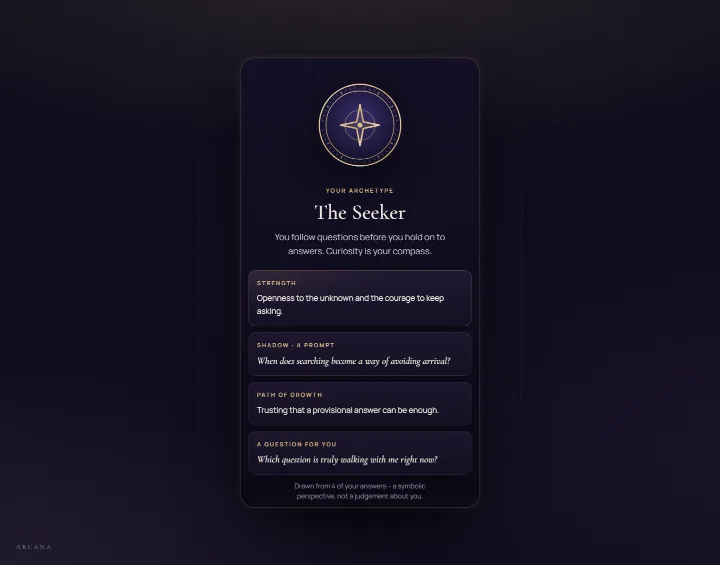 YOUR ARCHETYPE
The Seeker
You follow questions before you hold on to
answers. Curiosity is your compass.
STRENGTH
Openness to the unknown and the courage to keep
asking.
SHADOW · A PROMPT
When does searching become a way of avoiding arrival?
PATH OF GROWTH
Trusting that a provisional answer can be enough.
A QUESTION FOR YOU
Which question is truly walking with me right now?
Drawn from 4 of your answers – a symbolic
perspective, not a judgement about you.
ARCANA